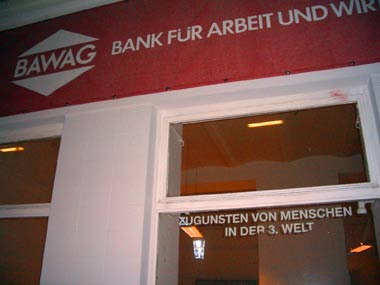 BAWAG
BANK FÜR ARBEIT UND WIR
ZUGUNSTEN VON MENSCHEN
IN DER 3. WELT